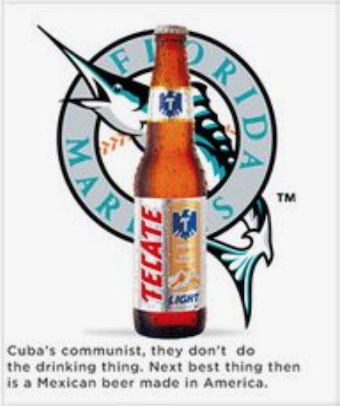 FLORIDA
MARLINS
TM
T
TECATE
LIGHT
Cuba's communist, they don't do
the drinking thing. Next best thing then
is a Mexican beer made in America.